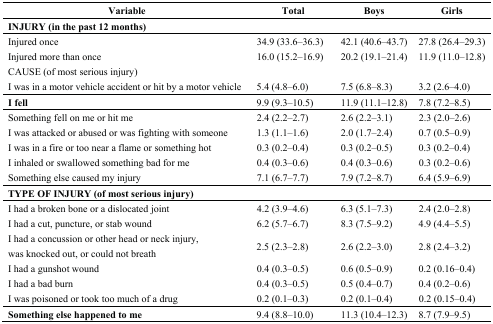 Variable Total Boys Girls
INJURY (in the past 12 months)
Injured once 34.9 (33.6–36.3) 42.1 (40.6–43.7) 27.8 (26.4–29.3)
Injured more than once 16.0 (15.2–16.9) 20.2 (19.1–21.4) 11.9 (11.0–12.8)
CAUSE (of most serious injury)
I was in a motor vehicle accident or hit by a motor vehicle 5.4 (4.8–6.0) 7.5 (6.8–8.3) 3.2 (2.6–4.0)
I fell 9.9 (9.3–10.5) 11.9 (11.1–12.8) 7.8 (7.2–8.5)
Something fell on me or hit me 2.4 (2.2–2.7) 2.6 (2.2–3.1) 2.3 (2.0–2.6)
I was attacked or abused or was fighting with someone 1.3 (1.1–1.6) 2.0 (1.7–2.4) 0.7 (0.5–0.9)
I was in a fire or too near a flame or something hot 0.3 (0.2–0.4) 0.3 (0.2–0.5) 0.3 (0.2–0.4)
I inhaled or swallowed something bad for me 0.4 (0.3–0.6) 0.4 (0.3–0.6) 0.3 (0.2–0.6)
Something else caused my injury 7.1 (6.7–7.7) 7.9 (7.2–8.7) 6.4 (5.9–6.9)
TYPE OF INJURY (of most serious injury)
I had a broken bone or a dislocated joint 4.2 (3.9–4.6) 6.3 (5.1–7.3) 2.4 (2.0–2.8)
I had a cut, puncture, or stab wound 6.2 (5.7–6.7) 8.3 (7.5–9.2) 4.9 (4.4–5.5)
I had a concussion or other head or neck injury,
was knocked out, or could not breath 2.5 (2.3–2.8) 2.6 (2.2–3.0) 2.8 (2.4–3.2)
I had a gunshot wound 0.4 (0.3–0.5) 0.6 (0.5–0.9) 0.2 (0.16–0.4)
I had a bad burn 0.4 (0.3–0.5) 0.5 (0.4–0.7) 0.4 (0.2–0.6)
I was poisoned or took too much of a drug 0.2 (0.1–0.3) 0.2 (0.1–0.4) 0.2 (0.15–0.4)
Something else happened to me 9.4 (8.8–10.0) 11.3 (10.4–12.3) 8.7 (7.9–9.5)